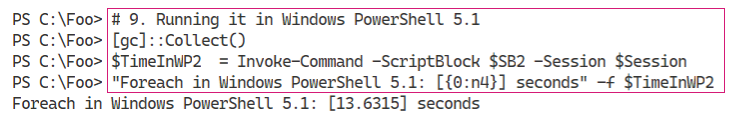 PS C:\Foo> # 9. Running it in Windows PowerShell 5.1
PS C:\Foo> [gc]::Collect()
PS C:\Foo> $TimeInWP2  = Invoke-Command -ScriptBlock $SB2 -Session $Session
PS C:\Foo> "Foreach in Windows PowerShell 5.1: [{0:n4}] seconds" -f $TimeInWP2
Foreach in Windows PowerShell 5.1: [13.6315] seconds